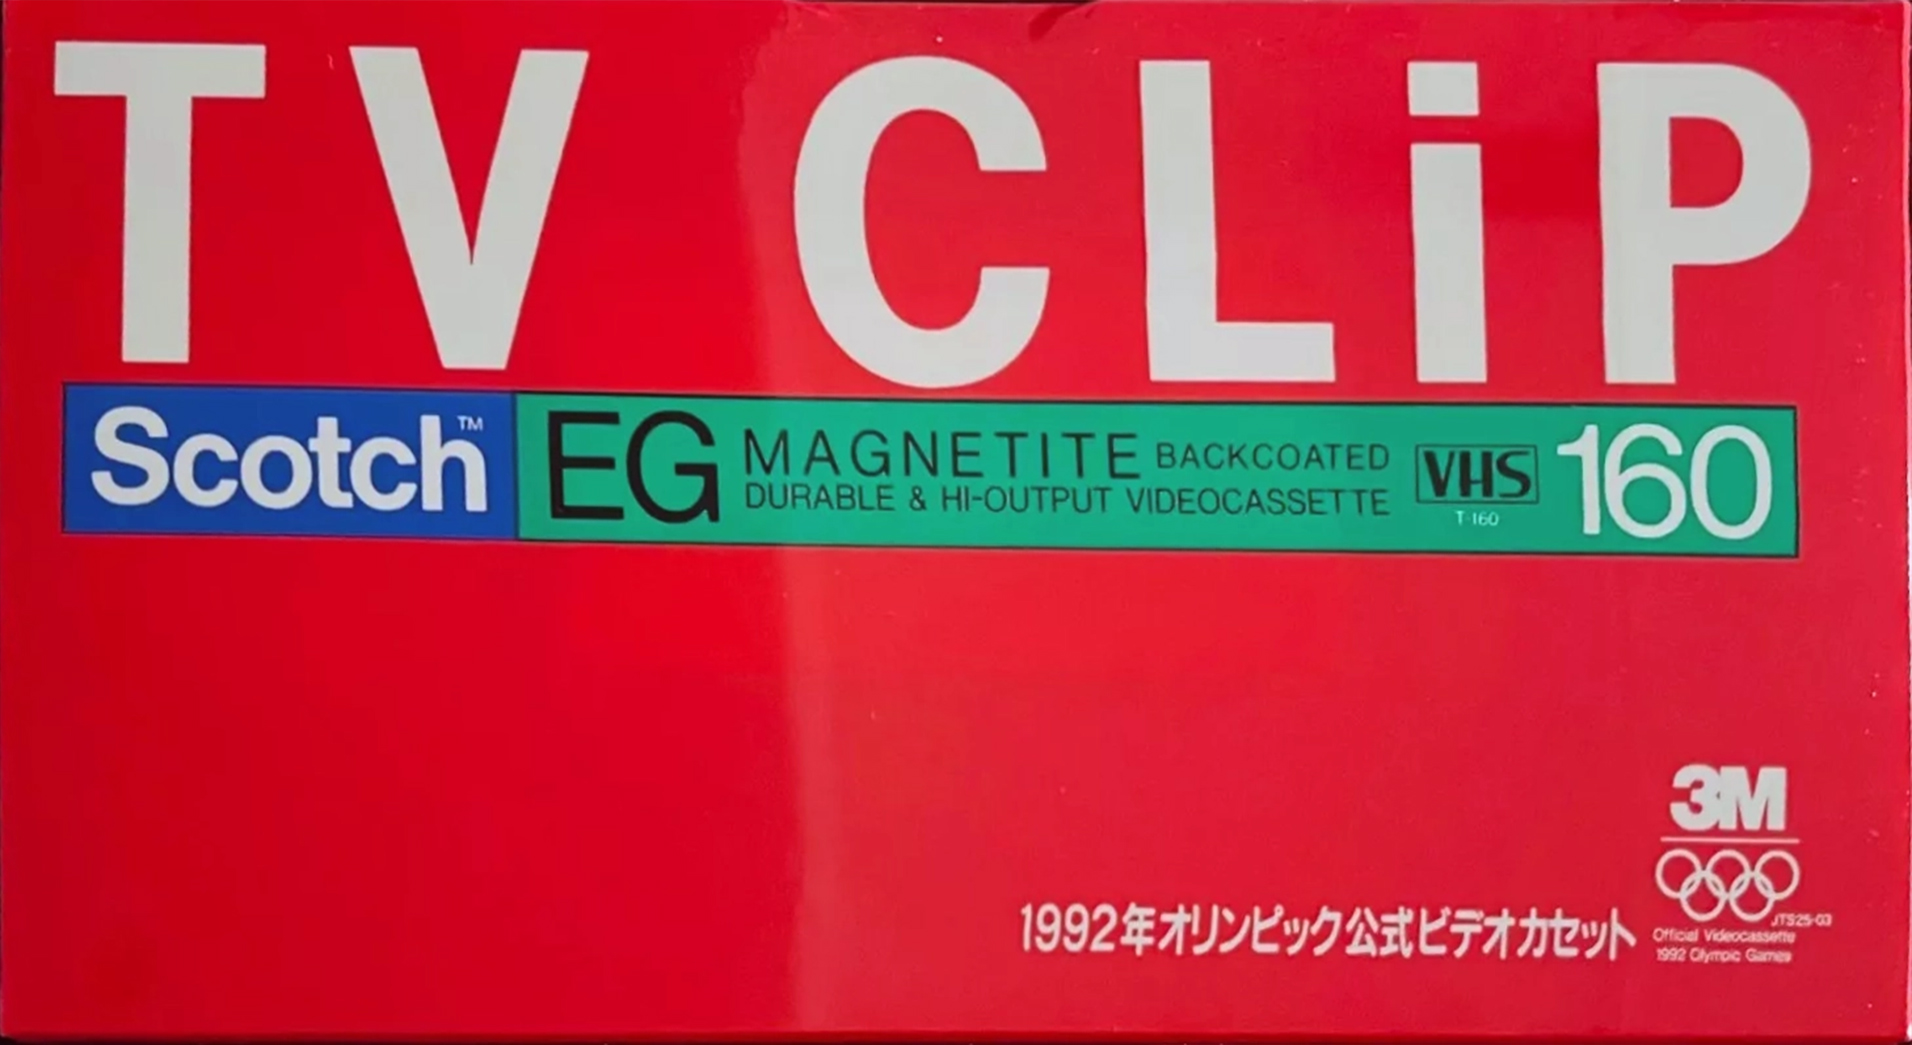 TV CLiP
Scotch™ EG MAGNETITE BACKCOATED
DURABLE & HI-OUTPUT VIDEOCASSETTE
VHS 160
T-160
3M
JTS25-03
1992年オリンピック公式ビデオカセット
Official Videocassette
1992 Olympic Games